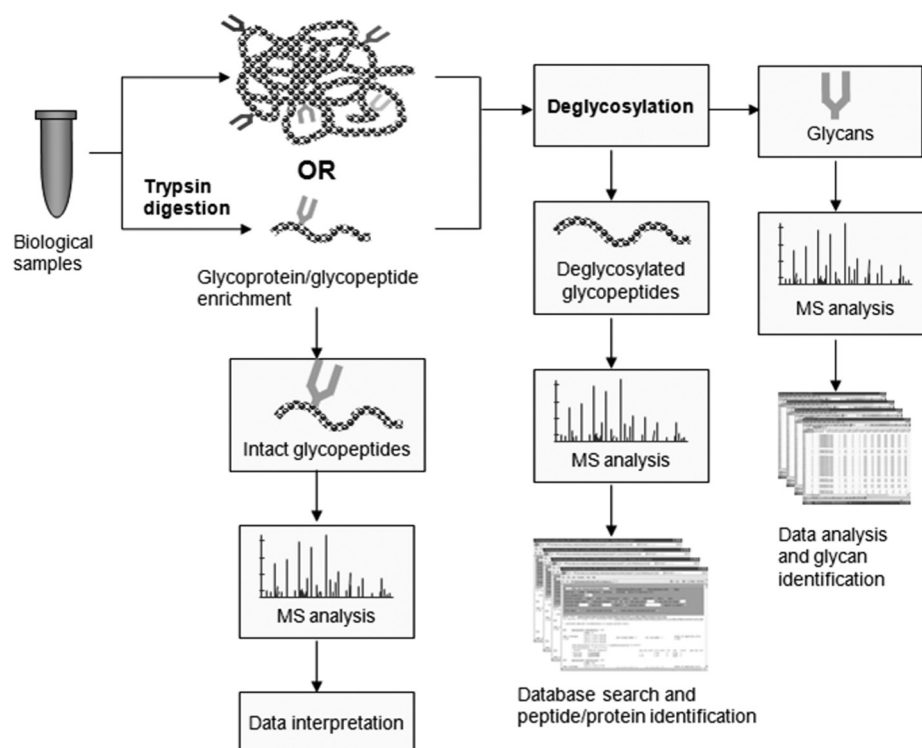 OR
Trypsin
digestion
Biological
samples
Glycoprotein/glycopeptide
enrichment
Intact glycopeptides
MS analysis
Data interpretation
Deglycosylation
Deglycosylated
glycopeptides
MS analysis
Database search and
peptide/protein identification
Glycans
MS analysis
Data analysis
and glycan
identification